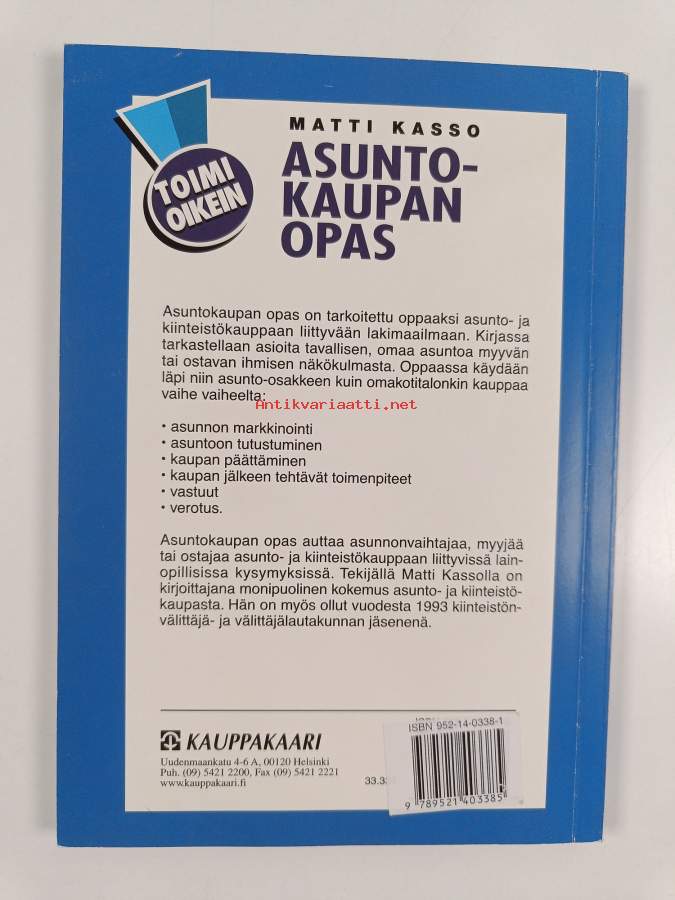 MATTI KASSO
ASUNTO-
KAUPAN
OPAS
TOIMI
OIKEIN
Asuntokaupan opas on tarkoitettu oppaaksi asunto- ja
kiinteistökauppaan liittyvään lakimaailmaan. Kirjassa
tarkastellaan asioita tavallisen, omaa asuntoa myyvän
tai ostavan ihmisen näkökulmasta. Oppaassa käydään
läpi niin asunto-osakkeen kuin omakotitalonkin kauppaa
vaihe vaiheelta:
Antikvariaatti.net
• asunnon markkinointi
• asuntoon tutustuminen
• kaupan päättäminen
• kaupan jälkeen tehtävät toimenpiteet
• vastuut
• verotus.
Asuntokaupan opas auttaa asunnonvaihtajaa, myyjää
tai ostajaa asunto- ja kiinteistökauppaan liittyvissä lain-
opillisissa kysymyksissä. Tekijällä Matti Kassolla on
kirjoittajana monipuolinen kokemus asunto- ja kiinteistö-
kaupasta. Hän on myös ollut vuodesta 1993 kiinteistön-
välittäjä- ja välittäjälautakunnan jäsenenä.
KAUPPAKAARI
Uudenmaankatu 4-6 A, 00120 Helsinki
Puh. (09) 5421 2200, Fax (09) 5421 2221
www.kauppakaari.fi
33.33
ISBN 952-14-0338-1
9 789521 403385